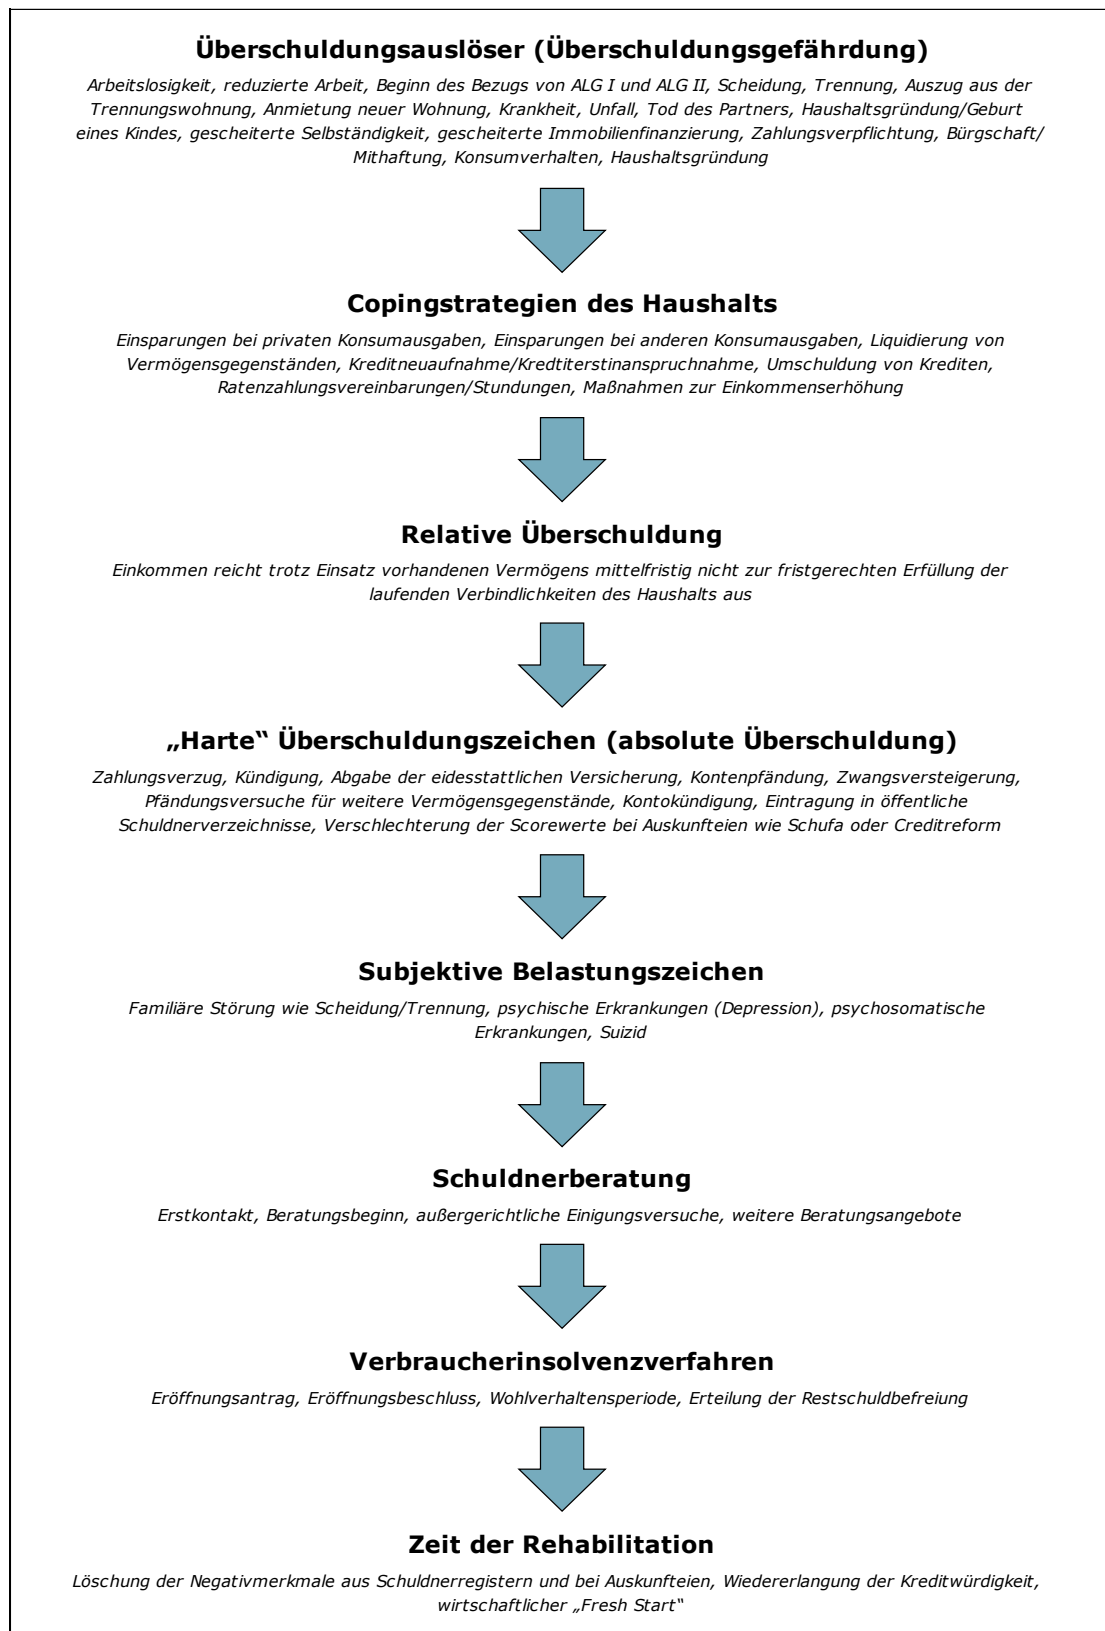 Überschuldungsauslöser (Überschuldungsgefährdung)
Arbeitslosigkeit, reduzierte Arbeit, Beginn des Bezugs von ALG I und ALG II, Scheidung, Trennung, Auszug aus der
Trennungswohnung, Anmietung neuer Wohnung, Krankheit, Unfall, Tod des Partners, Haushaltsgründung/Geburt
eines Kindes, gescheiterte Selbständigkeit, gescheiterte Immobilienfinanzierung, Zahlungsverpflichtung, Bürgschaft/
Mithaftung, Konsumverhalten, Haushaltsgründung
Copingstrategien des Haushalts
Einsparungen bei privaten Konsumausgaben, Einsparungen bei anderen Konsumausgaben, Liquidierung von
Vermögensgegenständen, Kreditneuaufnahme/Kredtiterstinanspruchnahme, Umschuldung von Krediten,
Ratenzahlungsvereinbarungen/Stundungen, Maßnahmen zur Einkommenserhöhung
Relative Überschuldung
Einkommen reicht trotz Einsatz vorhandenen Vermögens mittelfristig nicht zur fristgerechten Erfüllung der
laufenden Verbindlichkeiten des Haushalts aus
„Harte“ Überschuldungszeichen (absolute Überschuldung)
Zahlungsverzug, Kündigung, Abgabe der eidesstattlichen Versicherung, Kontenpfändung, Zwangsversteigerung,
Pfändungsversuche für weitere Vermögensgegenstände, Kontokündigung, Eintragung in öffentliche
Schuldnerverzeichnisse, Verschlechterung der Scorewerte bei Auskunfteien wie Schufa oder Creditreform
Subjektive Belastungszeichen
Familiäre Störung wie Scheidung/Trennung, psychische Erkrankungen (Depression), psychosomatische
Erkrankungen, Suizid
Schuldnerberatung
Erstkontakt, Beratungsbeginn, außergerichtliche Einigungsversuche, weitere Beratungsangebote
Verbraucherinsolvenzverfahren
Eröffnungsantrag, Eröffnungsbeschluss, Wohlverhaltensperiode, Erteilung der Restschuldbefreiung
Zeit der Rehabilitation
Löschung der Negativmerkmale aus Schuldnerregistern und bei Auskunfteien, Wiedererlangung der Kreditwürdigkeit,
wirtschaftlicher „Fresh Start“